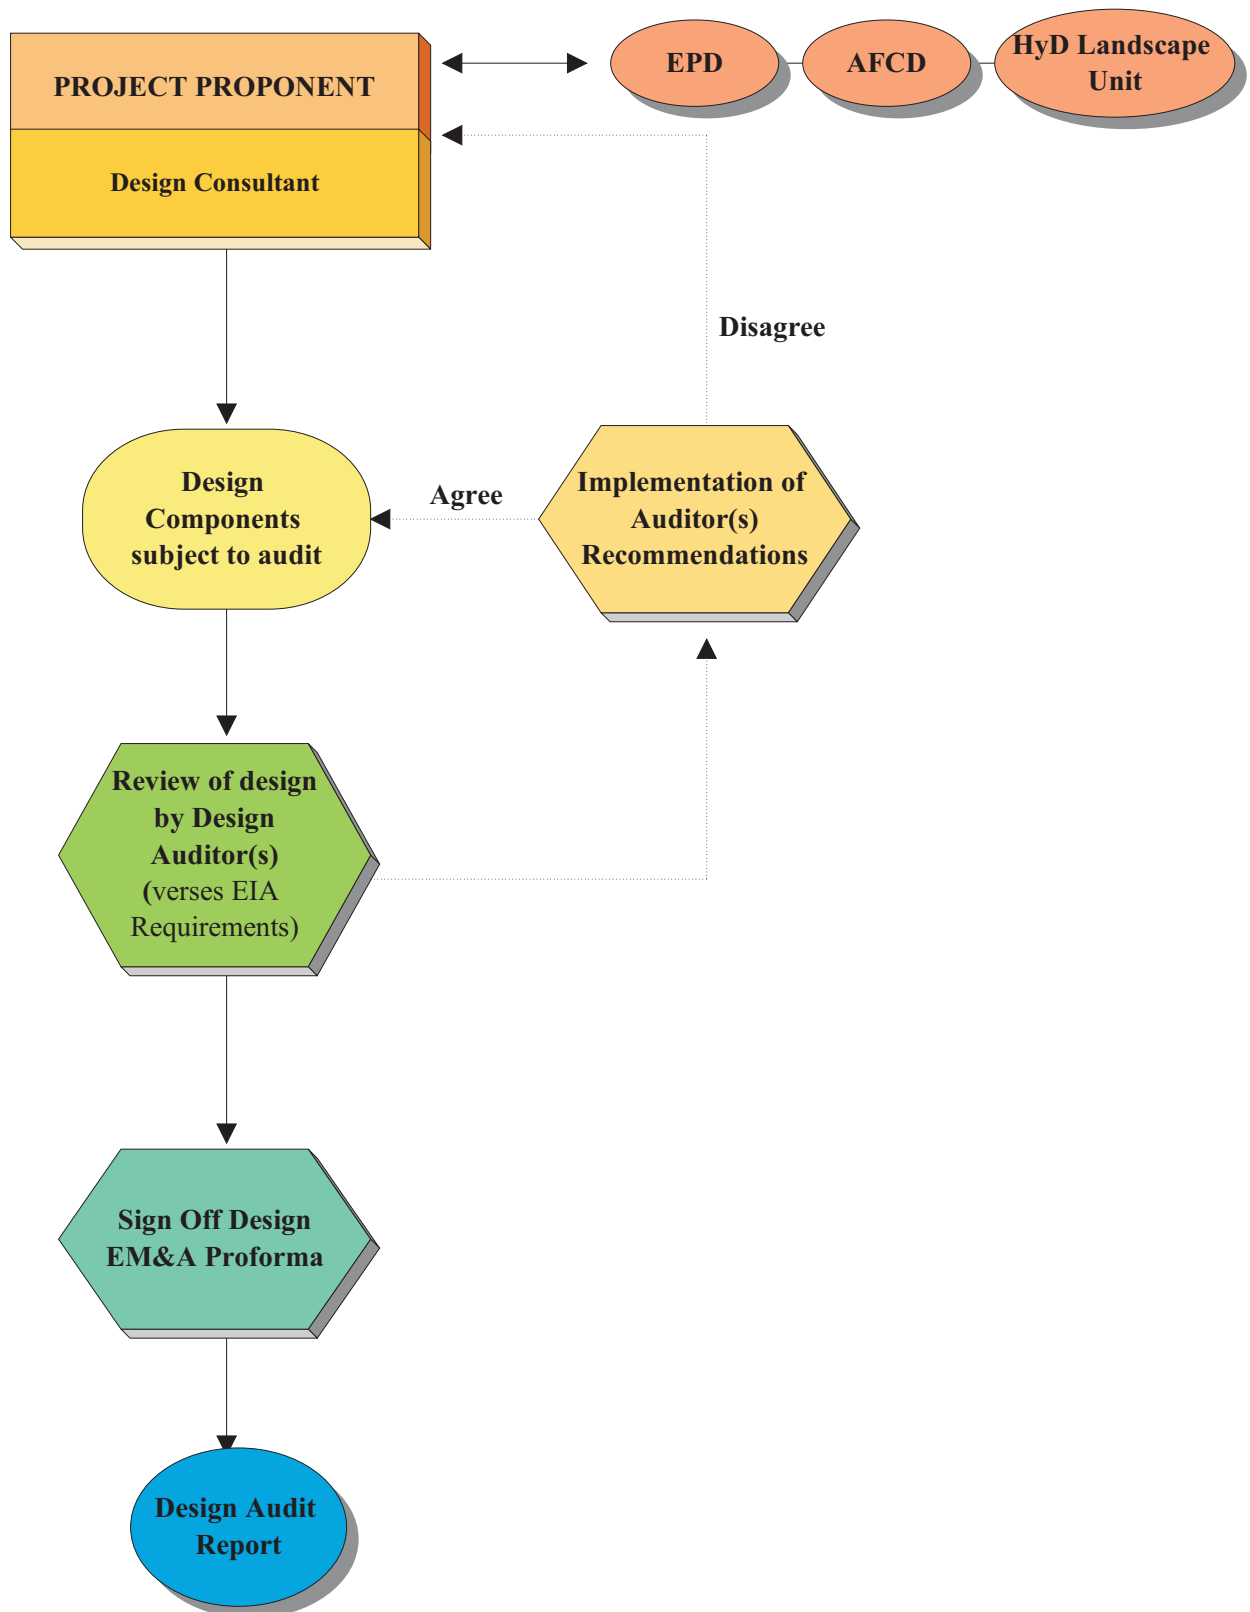 PROJECT PROPONENT
Design Consultant
EPD
AFCD
HyD Landscape
Unit
Disagree
Design
Components
subject to audit
Agree
Implementation of
Auditor(s)
Recommendations
Review of design
by Design
Auditor(s)
(verses EIA
Requirements)
Sign Off Design
EM&A Proforma
Design Audit
Report